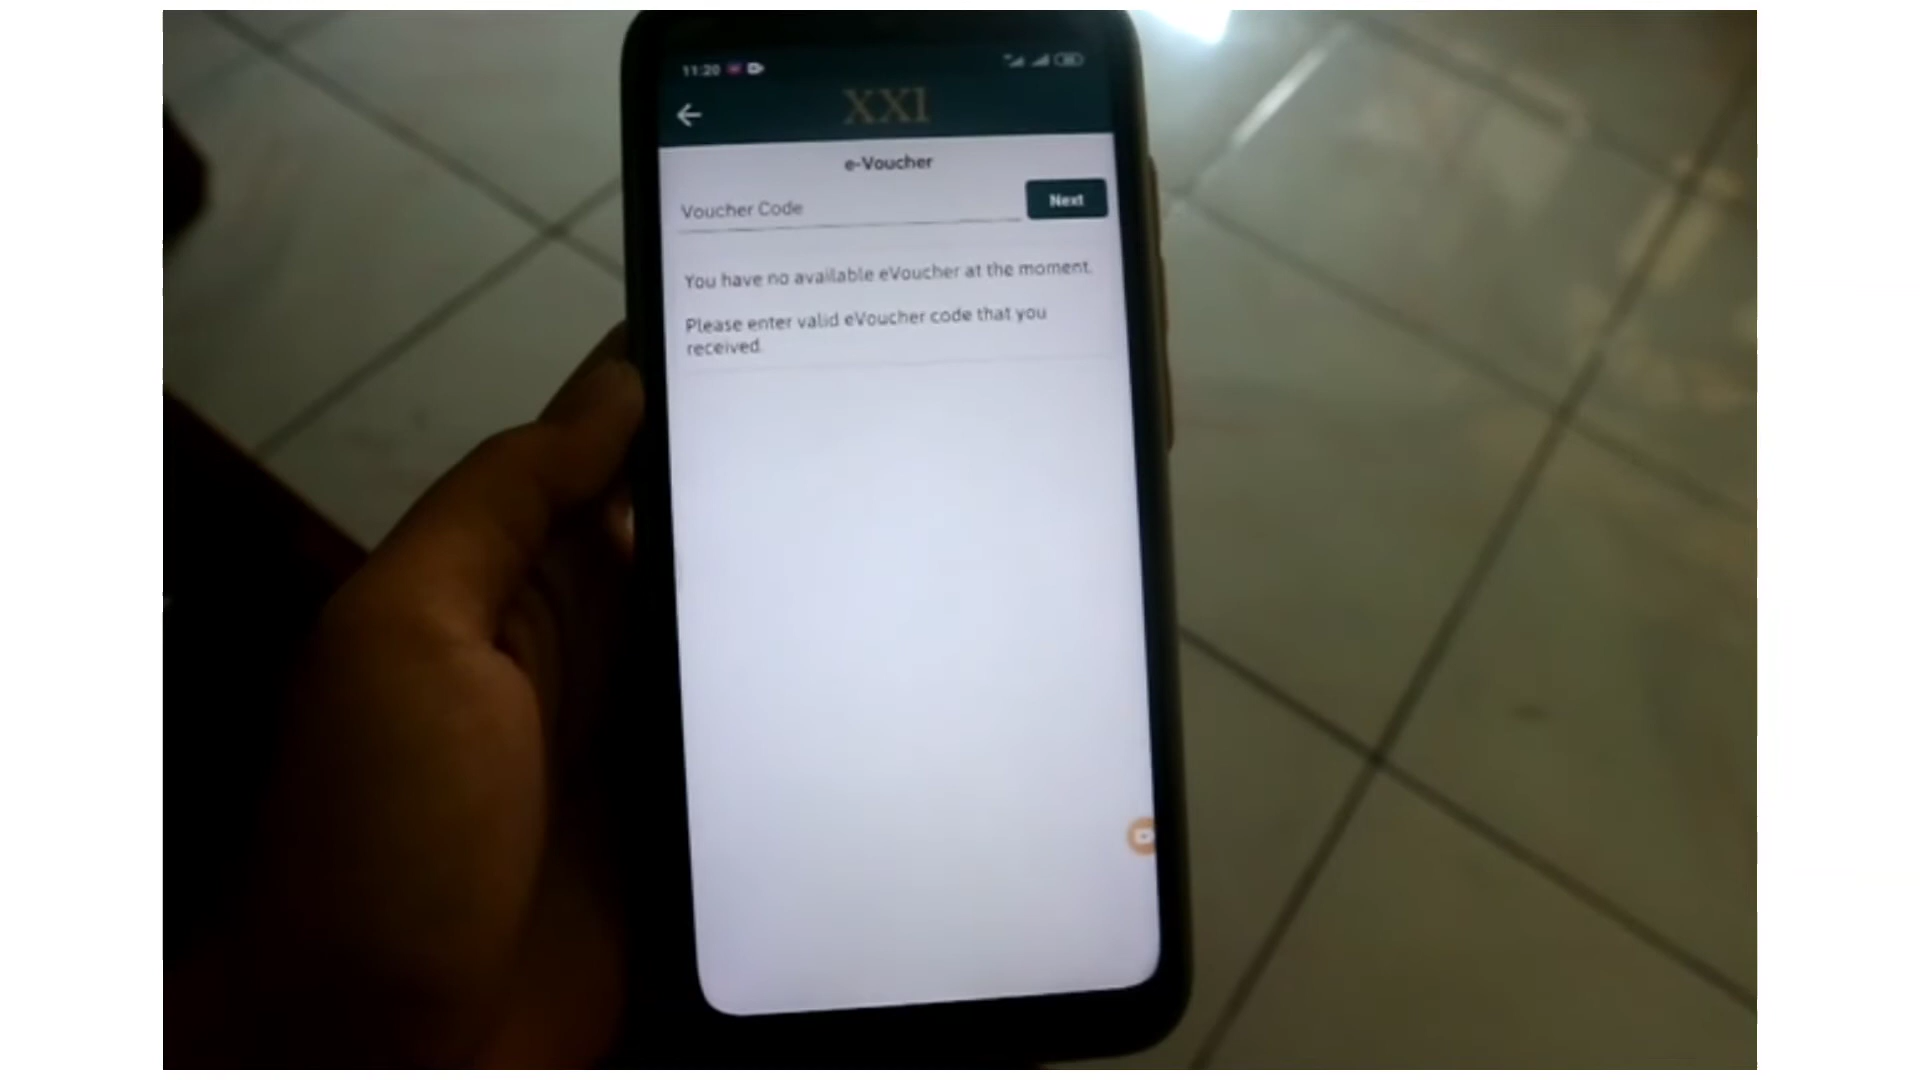 11:20
XXI
e-Voucher
Voucher Code
Next
You have no available eVoucher at the moment.
Please enter valid eVoucher code that you
received.